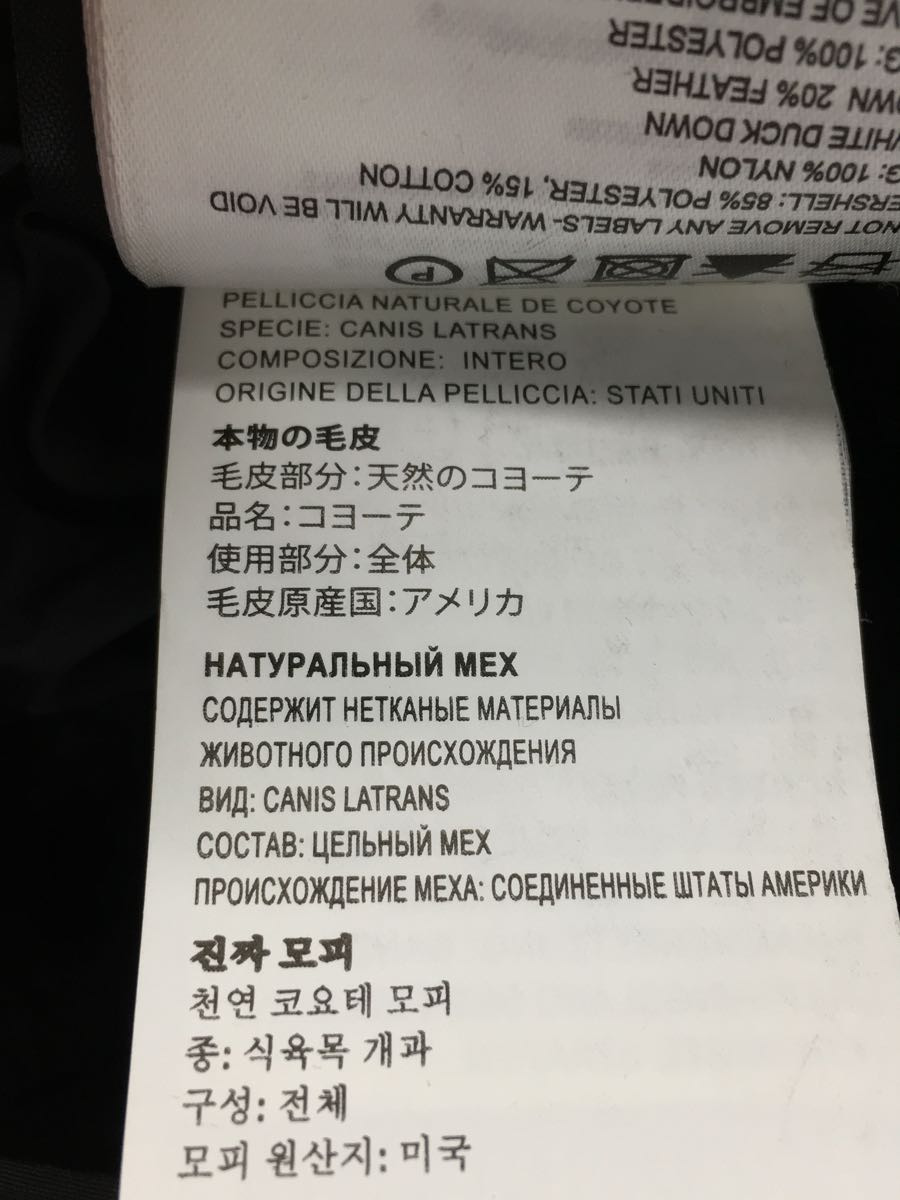 VE OF EMBROIDER
G: 100% POLYESTER
OWN 20% FEATHER
WHITE DUCK DOWN
G: 100% NYLON
ERSHELL: 85% POLYESTER, 15% COTTON
NOT REMOVE ANY LABELS- WARRANTY WILL BE VOID
P
PELLICCIA NATURALE DE COYOTE
SPECIE: CANIS LATRANS
COMPOSIZIONE: INTERO
ORIGINE DELLA PELLICCIA: STATI UNITI
本物の毛皮
毛皮部分:天然のコヨーテ
品名:コヨーテ
使用部分:全体
毛皮原産国:アメリカ
НАТУРАЛЬНЫЙ МЕХ
СОДЕРЖИТ НЕТКАНЫЕ МАТЕРИАЛЫ
ЖИВОТНОГО ПРОИСХОЖДЕНИЯ
ВИД: CANIS LATRANS
СОСТАВ: ЦЕЛЬНЫЙ МЕХ
ПРОИСХОЖДЕНИЕ МЕХА: СОЕДИНЕННЫЕ ШТАТЫ АМЕРИКИ
진짜 모피
천연 코요테 모피
종: 식육목 개과
구성: 전체
모피 원산지: 미국